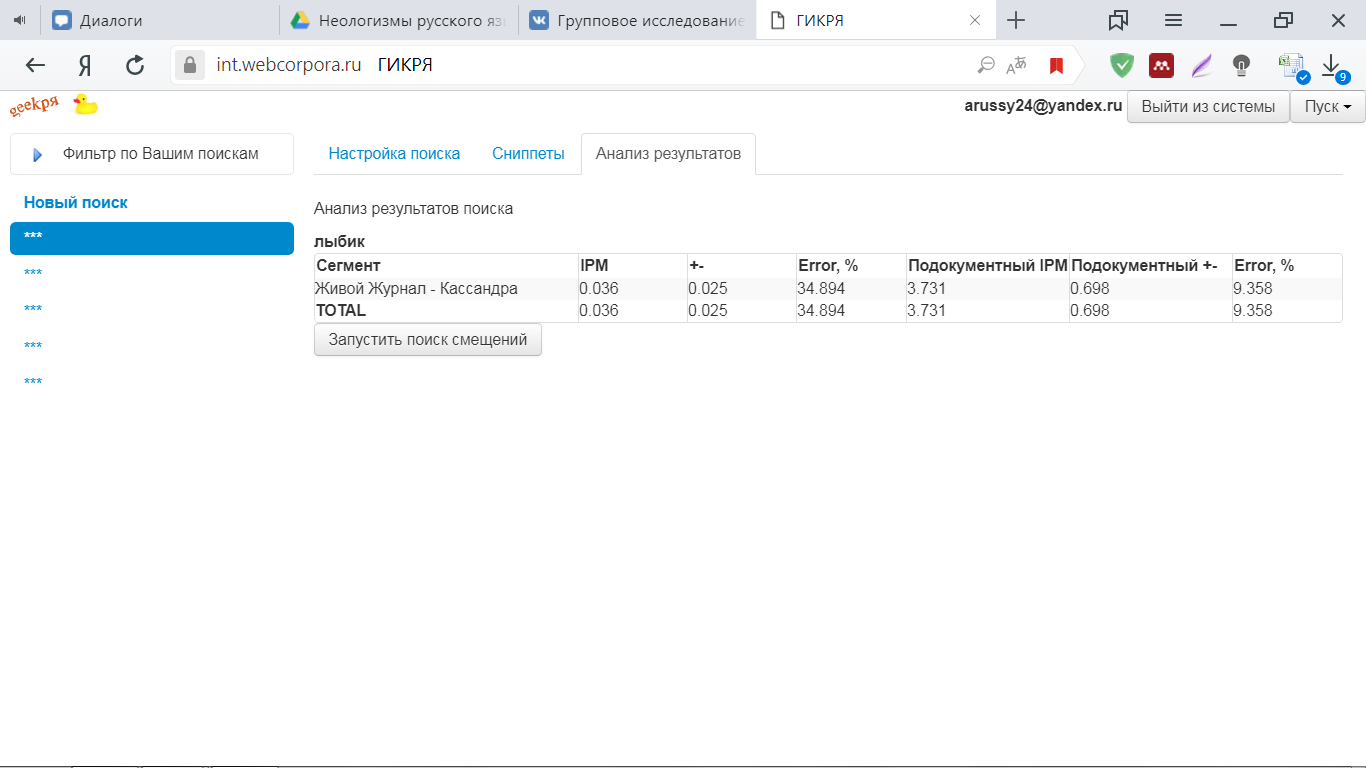 Диалоги Неологизмы русского язы Групповое исследование ГИКРЯ
Я int.webcorpora.ru ГИКРЯ 9
geekря arussy24@yandex.ru Выйти из системы Пуск
Фильтр по Вашим поискам Настройка поиска Сниппеты Анализ результатов
Новый поиск
***
***
***
***
***
Анализ результатов поиска
лыбик
Сегмент IPM +- Error, % Подокументный IPM Подокументный +- Error, %
Живой Журнал - Кассандра 0.036 0.025 34.894 3.731 0.698 9.358
TOTAL 0.036 0.025 34.894 3.731 0.698 9.358
Запустить поиск смещений